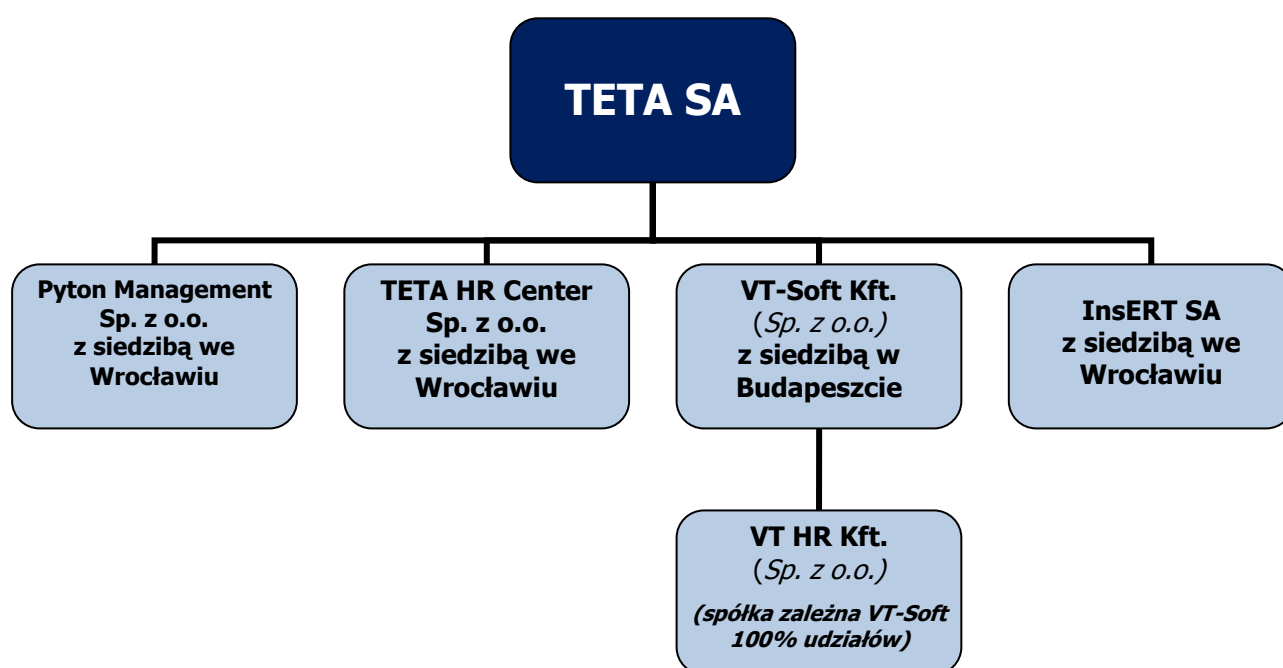 TETA SA
Pyton Management
Sp. z o.o.
z siedzibą we
Wrocławiu
TETA HR Center
Sp. z o.o.
z siedzibą we
Wrocławiu
VT-Soft Kft.
(Sp. z o.o.)
z siedzibą w
Budapeszcie
InsERT SA
z siedzibą we
Wrocławiu
VT HR Kft.
(Sp. z o.o.)
(spółka zależna VT-Soft
100% udziałów)